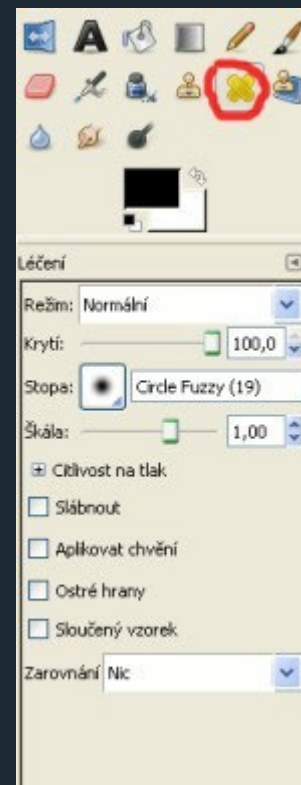 Léčení
Režim: Normální
Krytí: 100,0
Stopa: Circle Fuzzy (19)
Škála: 1,00
Citlivost na tlak
Slábnout
Aplikovat chvění
Ostré hrany
Sloučený vzorek
Zarovnání Nic